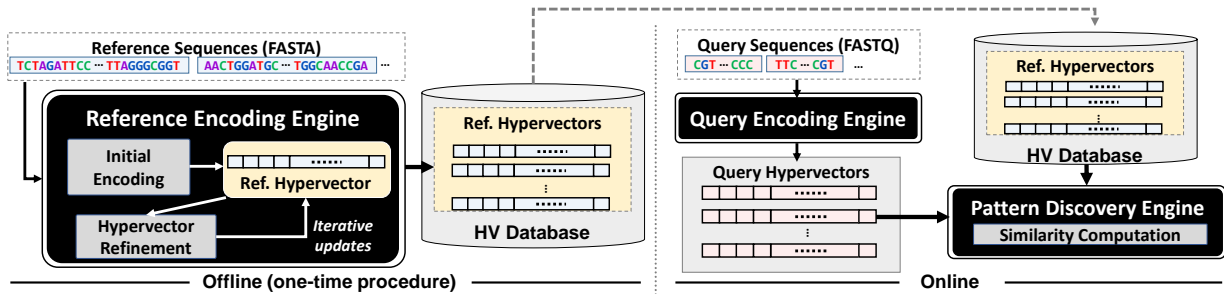 Reference Sequences (FASTA)
TCTAGATTCC ··· TTAGGGCGGT AACTGGATGC ··· TGGCAACCGA ...
Reference Encoding Engine
Initial
Encoding
Ref. Hypervector
Hypervector
Refinement
Iterative
updates
Ref. Hypervectors
HV Database
Offline (one-time procedure)
Query Sequences (FASTQ)
CGT ··· CCC TTC ··· CGT ...
Query Encoding Engine
Query Hypervectors
Ref. Hypervectors
HV Database
Pattern Discovery Engine
Similarity Computation
Online